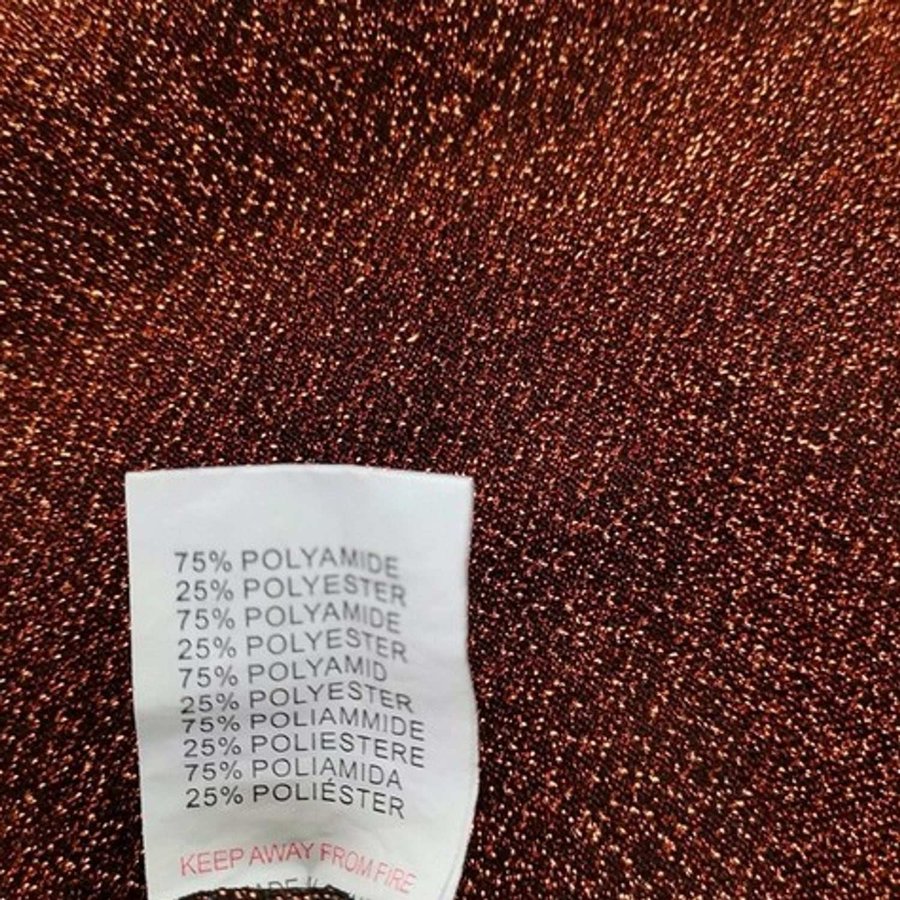 75% POLYAMIDE
25% POLYESTER
75% POLYAMIDE
25% POLYESTER
75% POLYAMID
25% POLYESTER
75% POLIAMMIDE
25% POLIESTERE
75% POLIAMIDA
25% POLIÉSTER
KEEP AWAY FROM FIRE